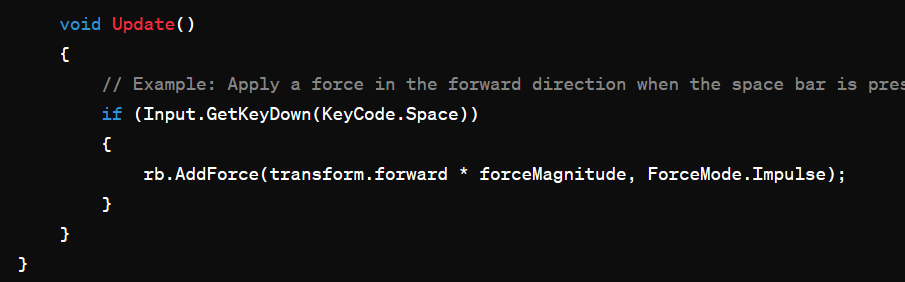 void Update()
{
// Example: Apply a force in the forward direction when the space bar is
if (Input.GetKeyDown(KeyCode.Space))
{
rb.AddForce(transform.forward * forceMagnitude, ForceMode.Impulse);
}
}
}